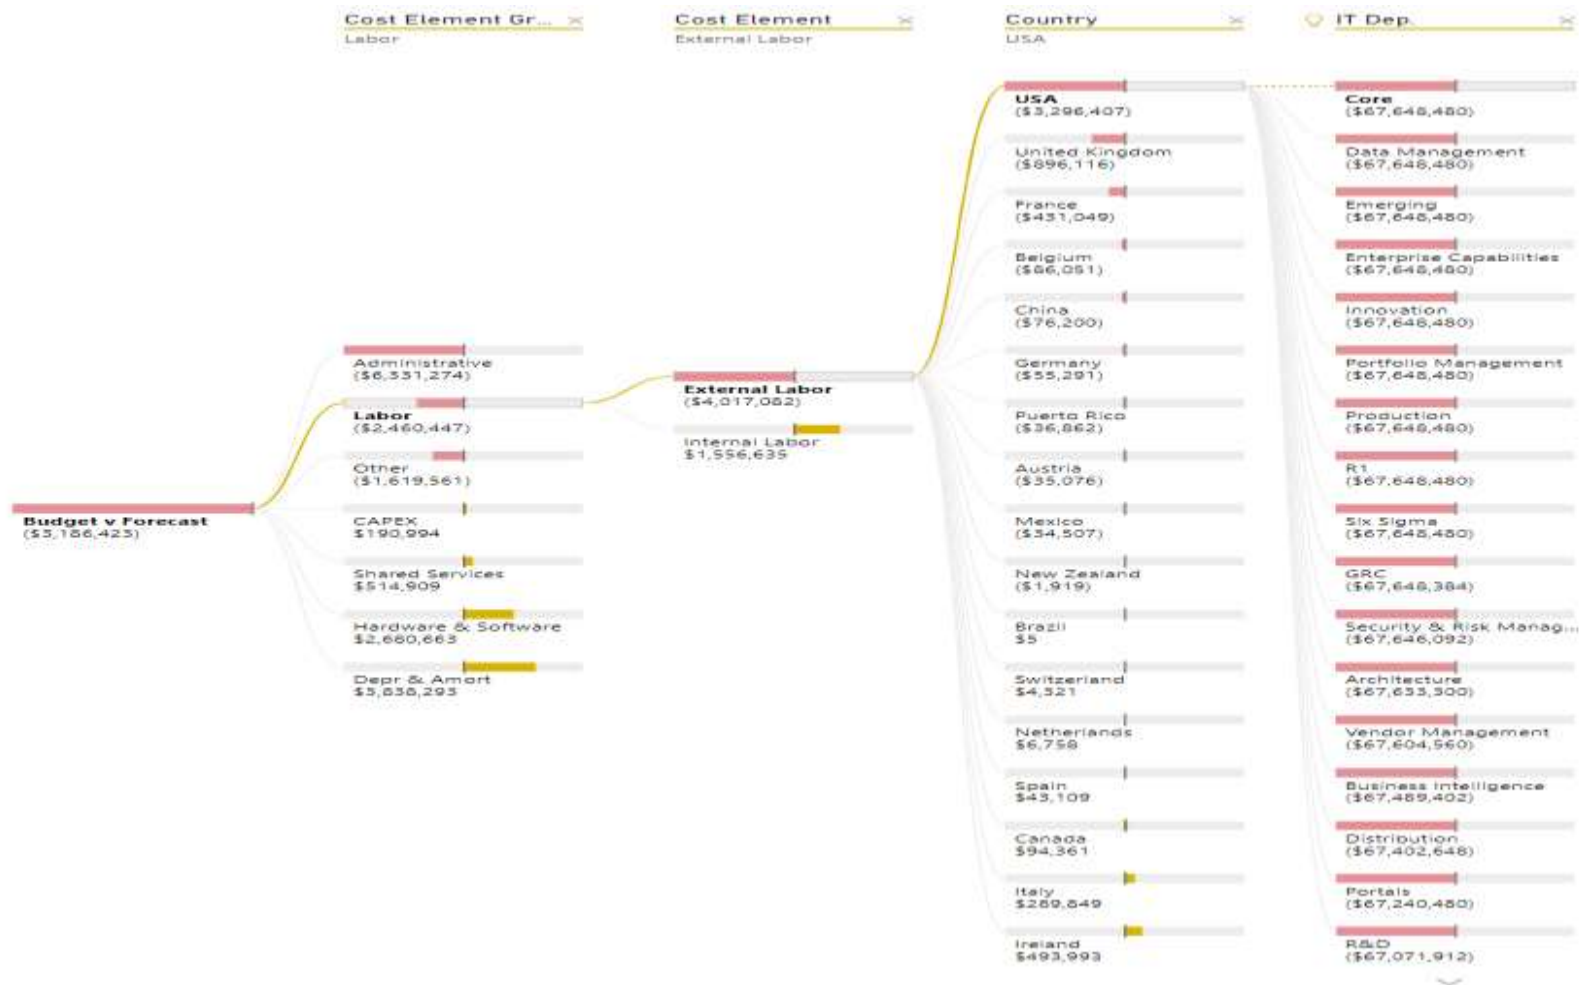 Cost Element Gr...
Labor
Cost Element
External Labor
Country
USA
IT Dep.
Budget v Forecast
($3,186,423)
Administrative
($6,331,274)
Labor
($2,460,447)
Other
($1,619,561)
CAPEX
$190,994
Shared Services
$514,909
Hardware & Software
$2,680,663
Depr & Amort
$3,838,293
External Labor
($4,017,082)
Internal Labor
$1,556,635
USA
($3,296,407)
United Kingdom
($896,116)
France
($431,049)
Belgium
($86,051)
China
($76,200)
Germany
($55,291)
Puerto Rico
($36,862)
Austria
($35,076)
Mexico
($34,507)
New Zealand
($1,919)
Brazil
$5
Switzerland
$4,321
Netherlands
$6,758
Spain
$43,109
Canada
$94,361
Italy
$289,849
Ireland
$493,993
Core
($67,648,480)
Data Management
($67,648,480)
Emerging
($67,648,480)
Enterprise Capabilities
($67,648,480)
Innovation
($67,648,480)
Portfolio Management
($67,648,480)
Production
($67,648,480)
R1
($67,648,480)
Six Sigma
($67,648,480)
GRC
($67,648,384)
Security & Risk Manag...
($67,646,092)
Architecture
($67,633,300)
Vendor Management
($67,604,560)
Business Intelligence
($67,489,402)
Distribution
($67,402,648)
Portals
($67,240,480)
R&D
($67,071,912)